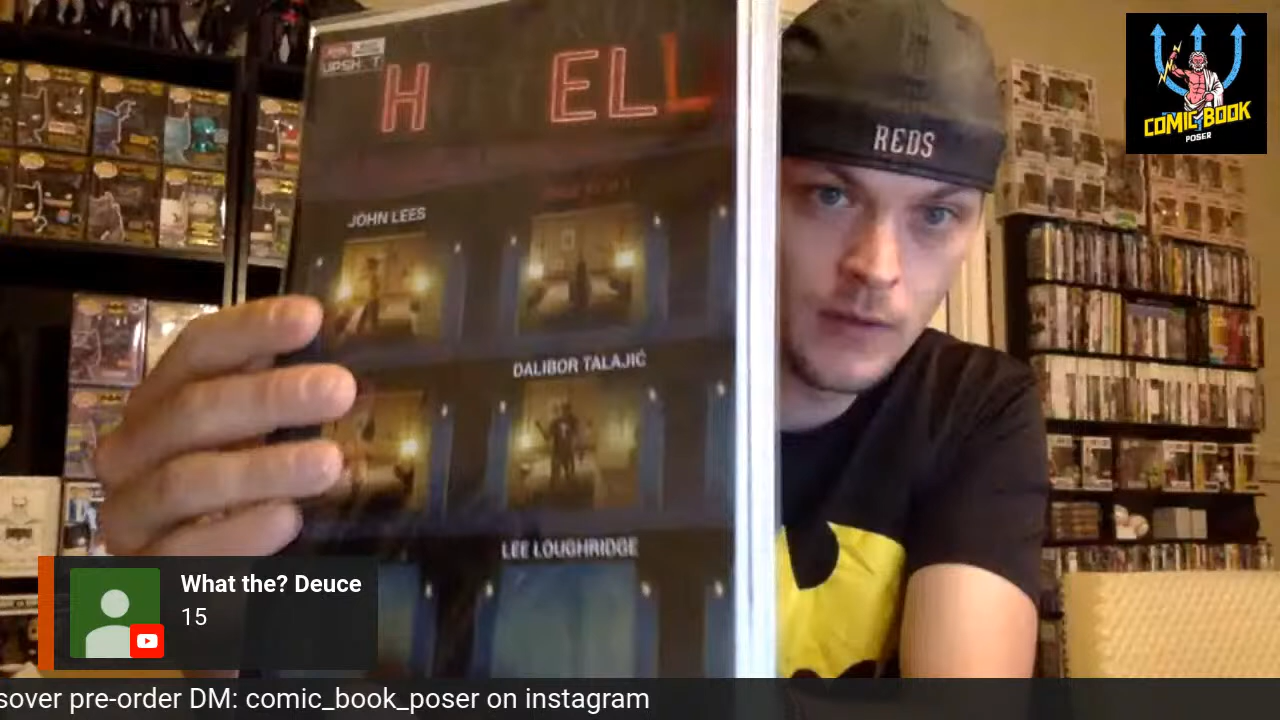 UPSHOT
H ELL
JOHN LEES
DALIBOR TALAJIĆ
LEE LOUGHRIDGE
REDS
COMIC BOOK
POSER
What the? Deuce
15
sover pre-order DM: comic_book_poser on instagram